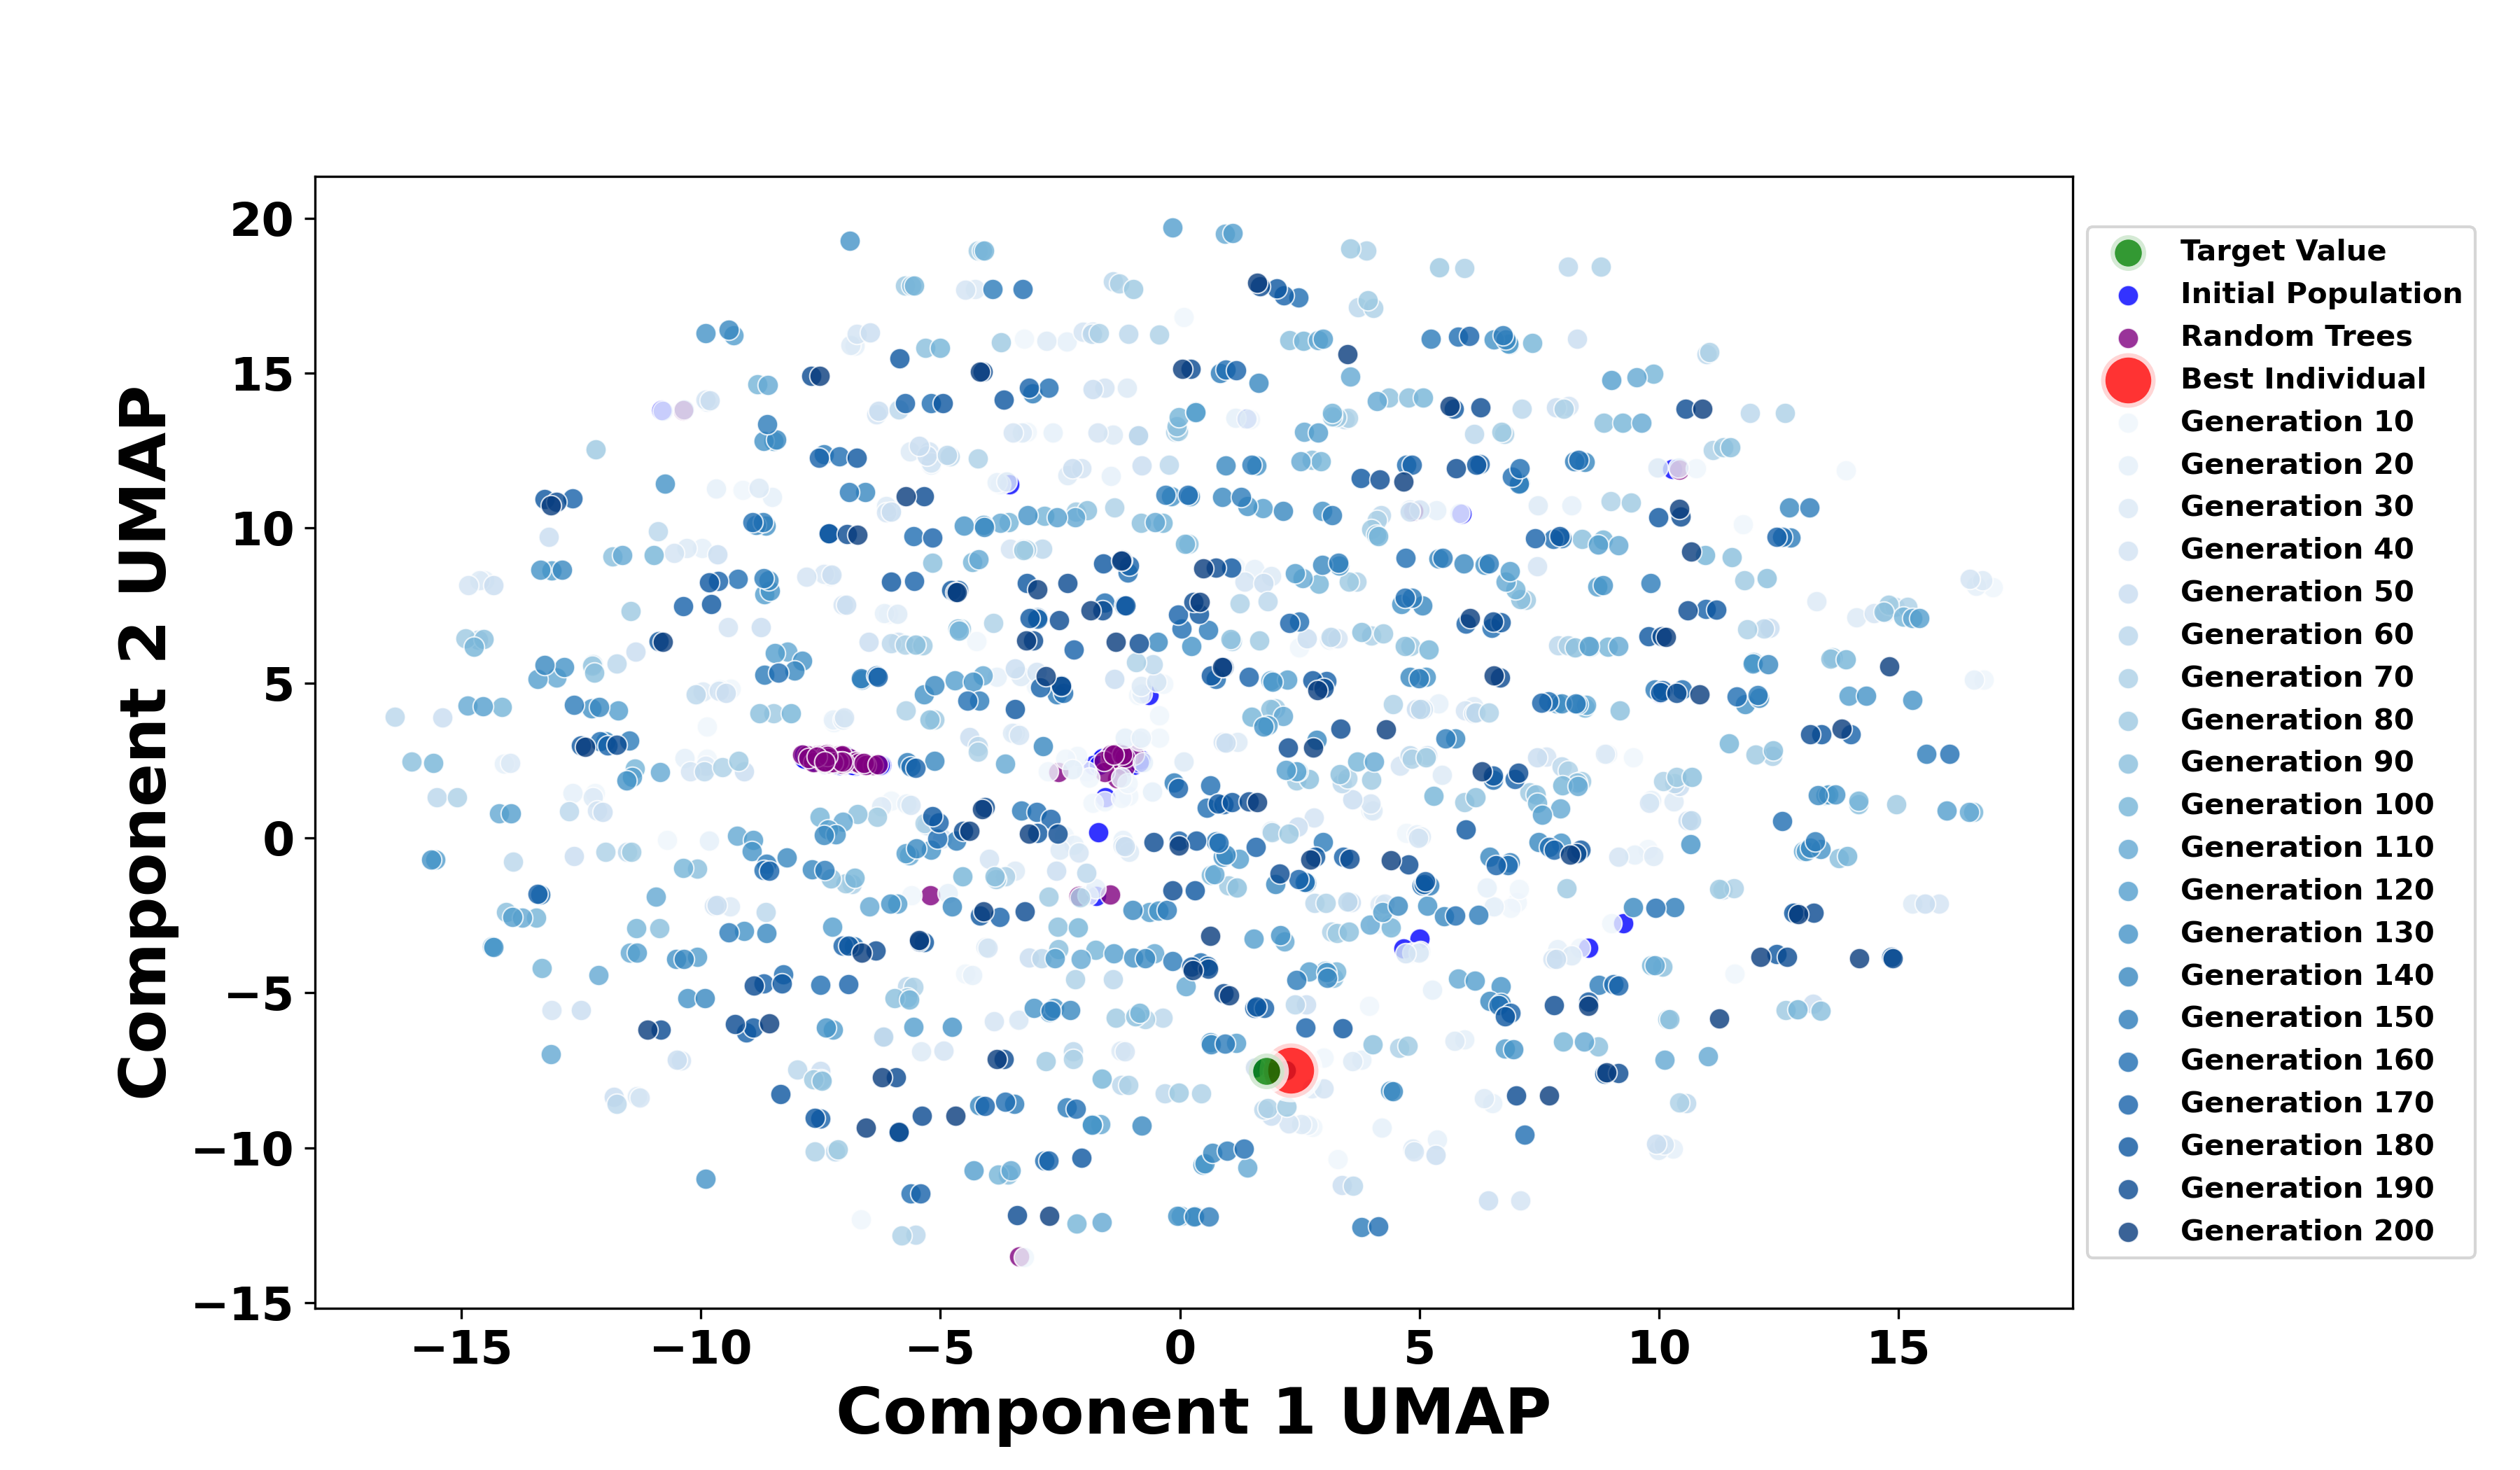 20
15
10
5
0
−5
−10
−15
Component 2 UMAP
−15 −10 −5 0 5 10 15
Component 1 UMAP
Target Value
Initial Population
Random Trees
Best Individual
Generation 10
Generation 20
Generation 30
Generation 40
Generation 50
Generation 60
Generation 70
Generation 80
Generation 90
Generation 100
Generation 110
Generation 120
Generation 130
Generation 140
Generation 150
Generation 160
Generation 170
Generation 180
Generation 190
Generation 200